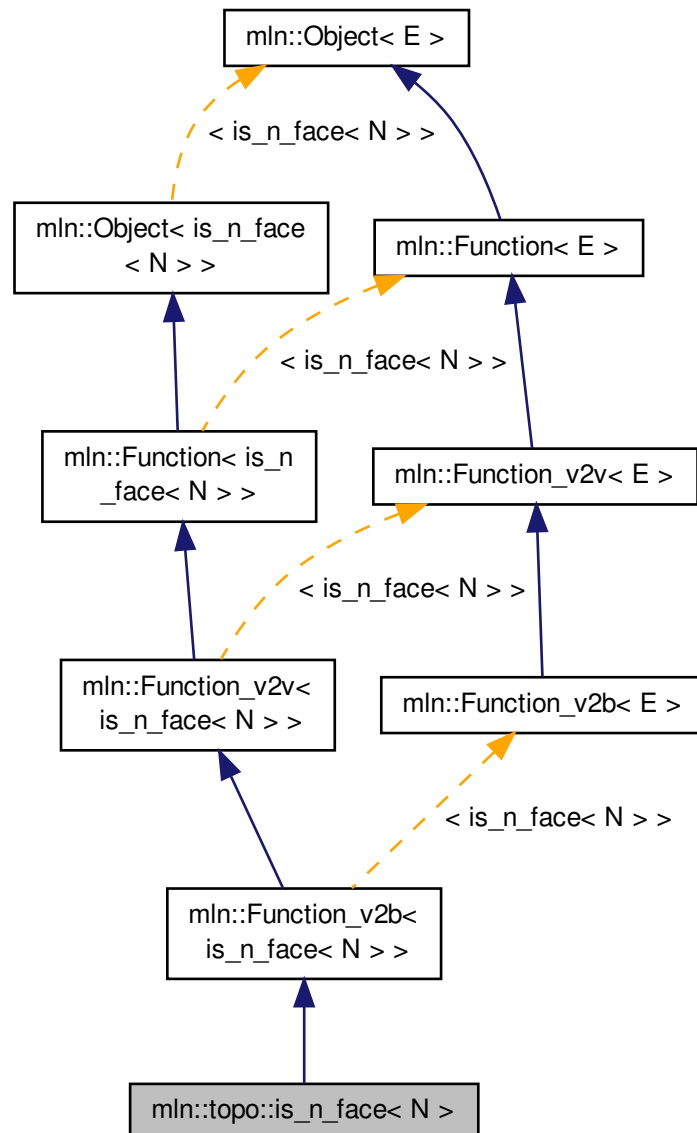 mln::Object< E >
< is_n_face< N > >
mln::Object< is_n_face
< N > >
mln::Function< E >
< is_n_face< N > >
mln::Function< is_n
_face< N > >
mln::Function_v2v< E >
< is_n_face< N > >
mln::Function_v2v<
is_n_face< N > >
mln::Function_v2b< E >
< is_n_face< N > >
mln::Function_v2b<
is_n_face< N > >
mln::topo::is_n_face< N >